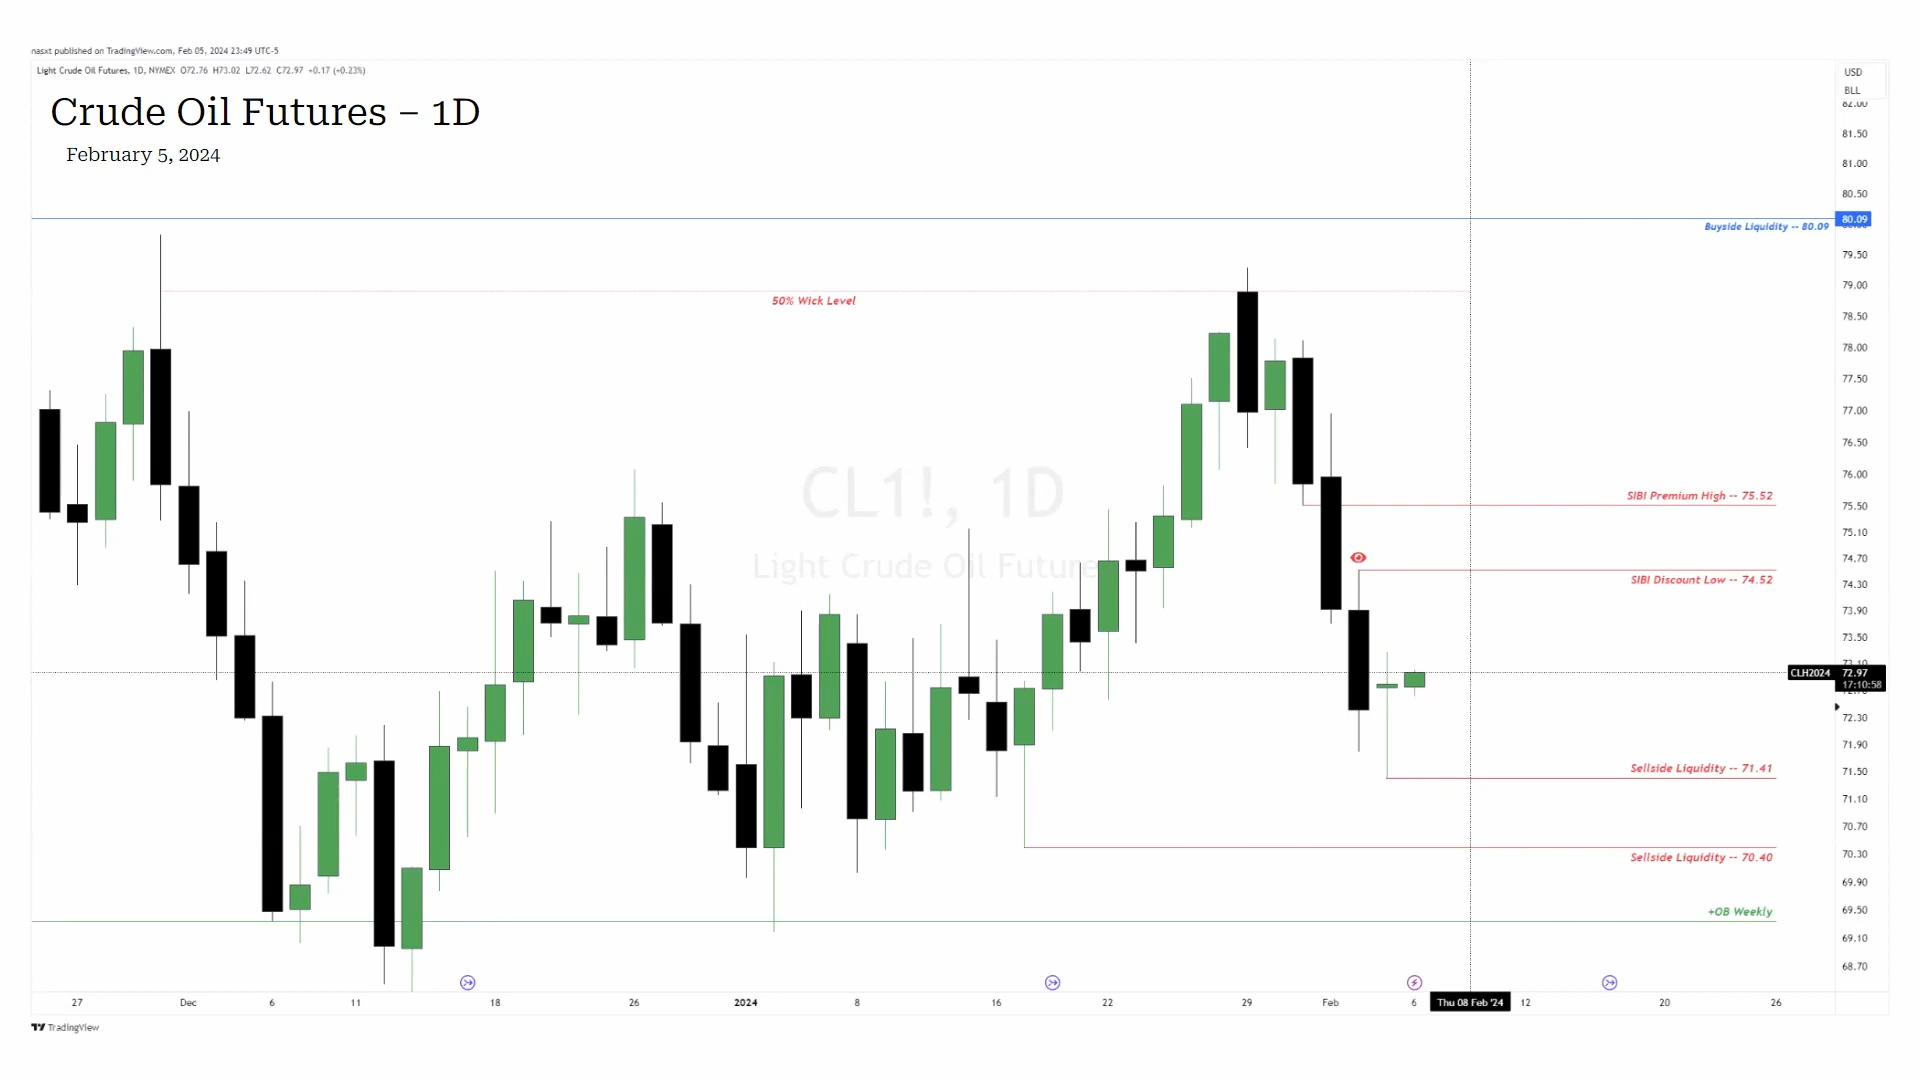 nasxt published on TradingView.com, Feb 05, 2024 23:49 UTC-5
Light Crude Oil Futures, 1D, NYMEX O72.76 H73.02 L72.62 C72.97 +0.17 (+0.23%)
Crude Oil Futures – 1D
February 5, 2024
USD
BLL
82.00
81.50
81.00
80.50
80.09
Buyside Liquidity -- 80.09
79.50
79.00
50% Wick Level
78.50
78.00
77.50
77.00
76.50
76.00
CL1!, 1D
SIBI Premium High -- 75.52
75.50
75.10
74.70
Light Crude Oil Future
SIBI Discount Low -- 74.52
74.30
73.90
73.50
73.10
CLH2024 72.97
17:10:58
72.30
71.90
Sellside Liquidity -- 71.41
71.50
71.10
70.70
70.30
Sellside Liquidity -- 70.40
69.90
+OB Weekly
69.50
69.10
68.70
27 Dec 6 11 18 26 2024 8 16 22 29 Feb 6 Thu 08 Feb '24 12 20 26
TradingView